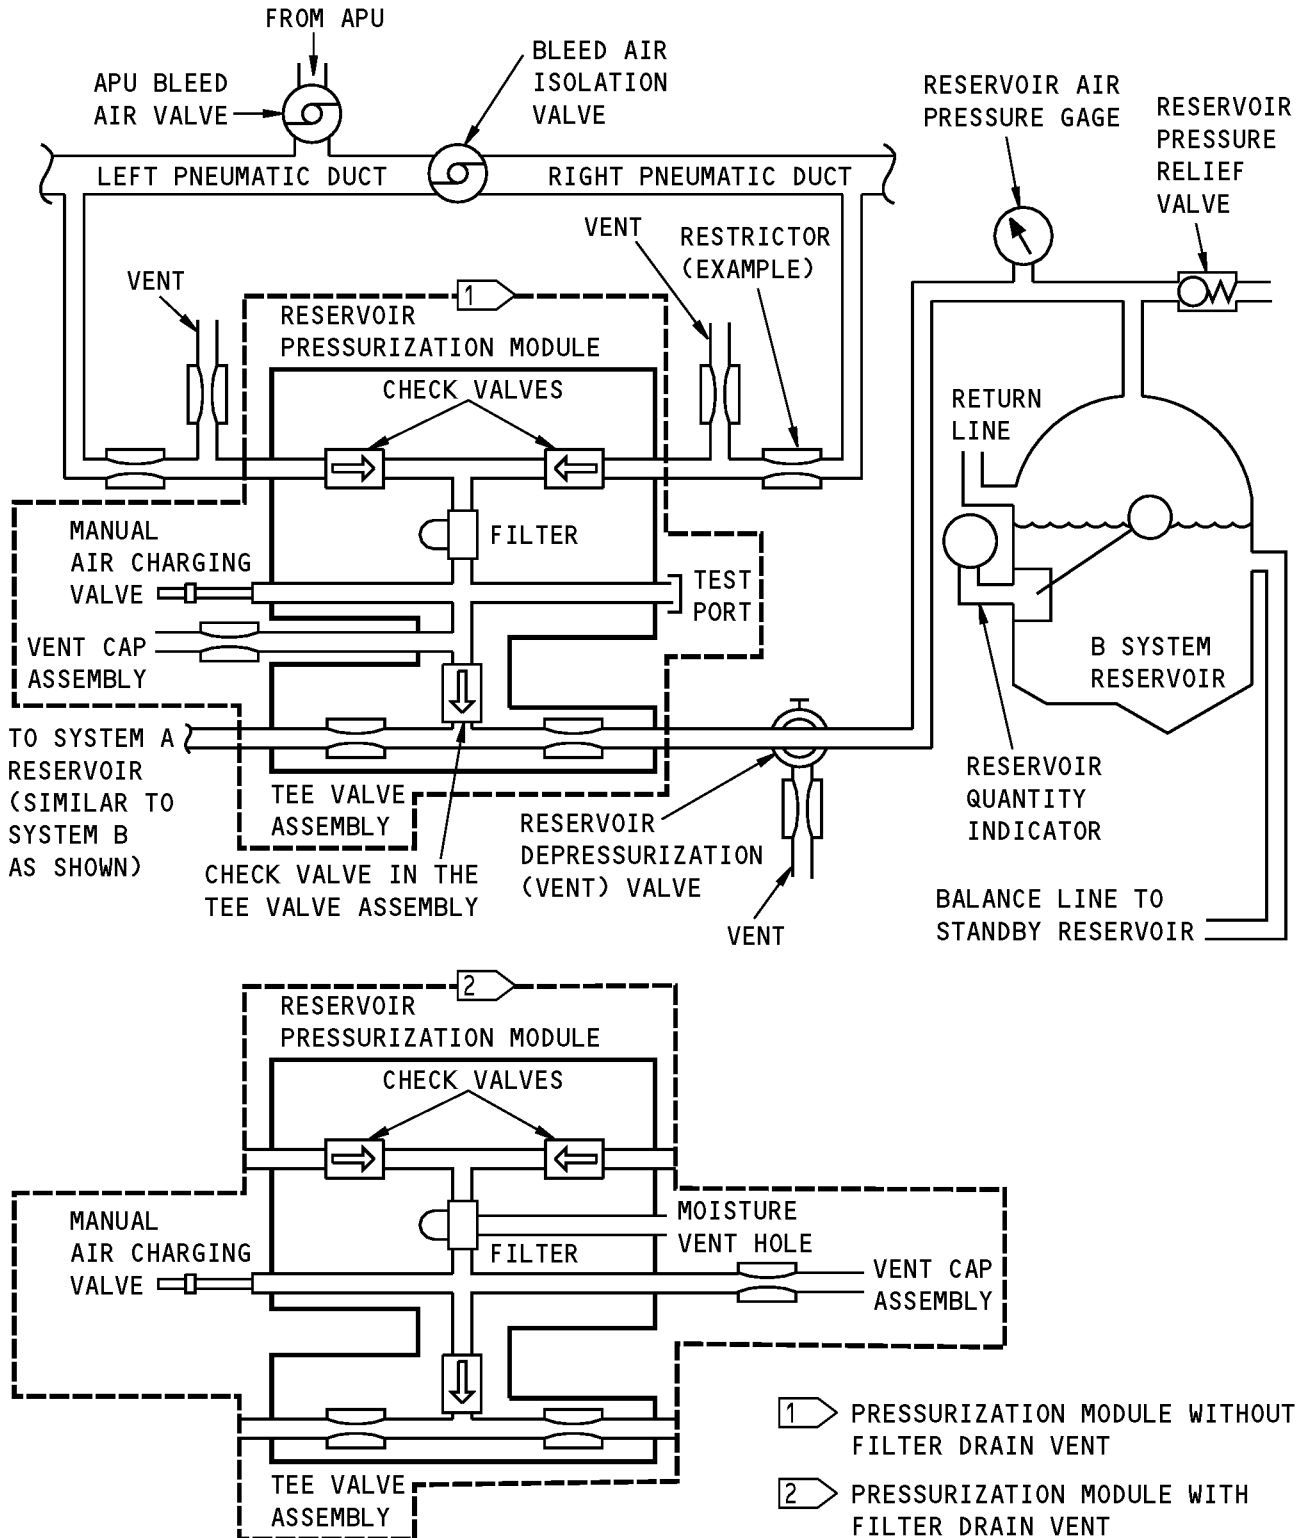 FROM APU
APU BLEED
AIR VALVE
BLEED AIR
ISOLATION
VALVE
RESERVOIR AIR
PRESSURE GAGE
RESERVOIR
PRESSURE
RELIEF
VALVE
LEFT PNEUMATIC DUCT
RIGHT PNEUMATIC DUCT
VENT
VENT
RESTRICTOR
(EXAMPLE)
1
RESERVOIR
PRESSURIZATION MODULE
CHECK VALVES
RETURN
LINE
MANUAL
AIR CHARGING
VALVE
FILTER
TEST
PORT
VENT CAP
ASSEMBLY
B SYSTEM
RESERVOIR
TO SYSTEM A
RESERVOIR
(SIMILAR TO
SYSTEM B
AS SHOWN)
TEE VALVE
ASSEMBLY
CHECK VALVE IN THE
TEE VALVE ASSEMBLY
RESERVOIR
DEPRESSURIZATION
(VENT) VALVE
VENT
RESERVOIR
QUANTITY
INDICATOR
BALANCE LINE TO
STANDBY RESERVOIR
2
RESERVOIR
PRESSURIZATION MODULE
CHECK VALVES
MANUAL
AIR CHARGING
VALVE
FILTER
MOISTURE
VENT HOLE
VENT CAP
ASSEMBLY
TEE VALVE
ASSEMBLY
1 PRESSURIZATION MODULE WITHOUT
FILTER DRAIN VENT
2 PRESSURIZATION MODULE WITH
FILTER DRAIN VENT